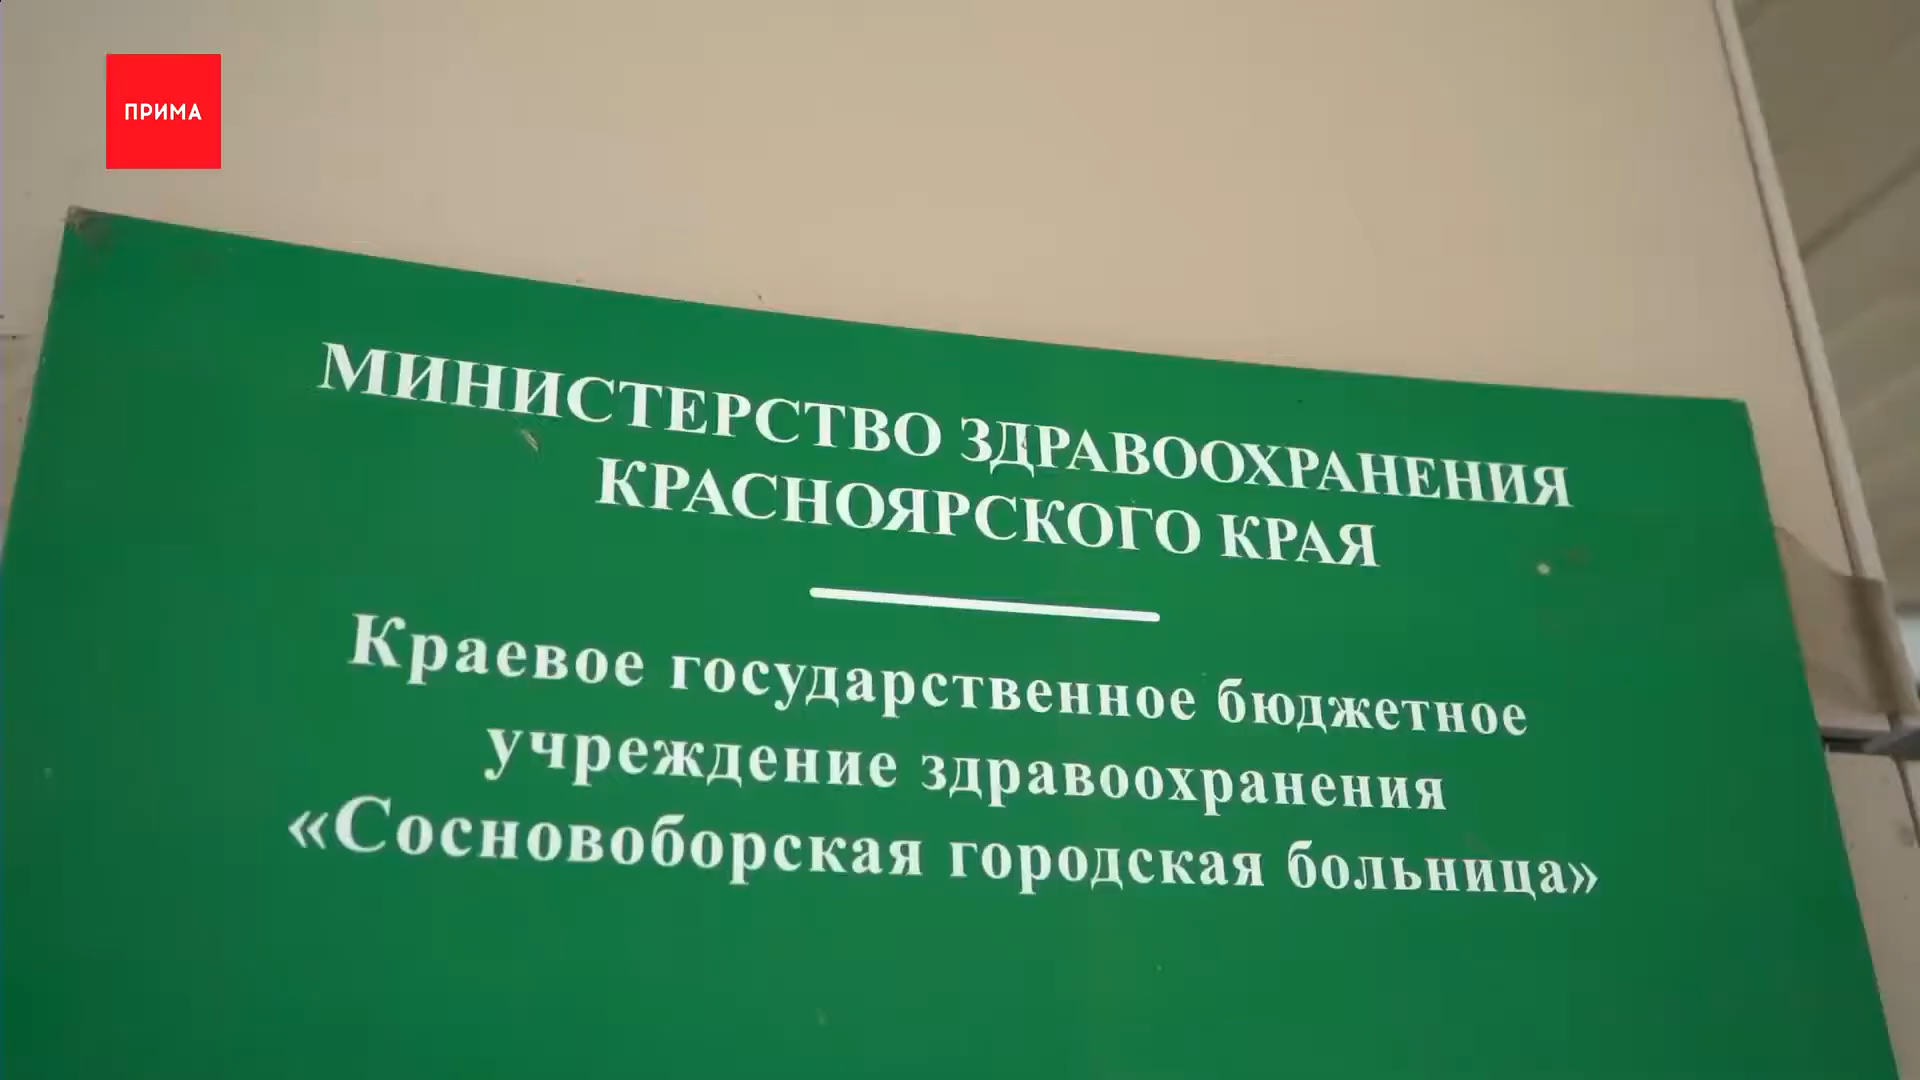 ПРИМА
МИНИСТЕРСТВО ЗДРАВООХРАНЕНИЯ
КРАСНОЯРСКОГО КРАЯ
Краевое государственное бюджетное
учреждение здравоохранения
«Сосновоборская городская больница»